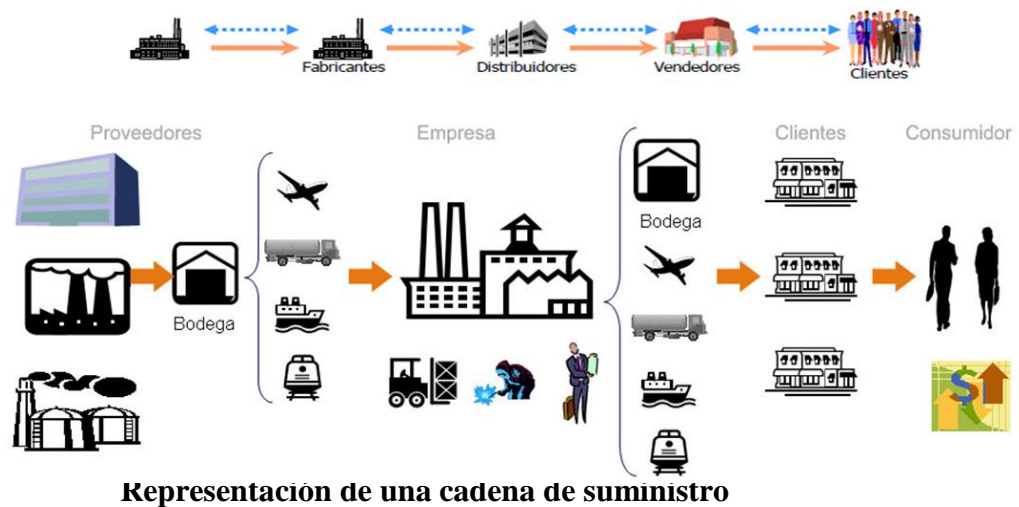 Fabricantes Distribuidores Vendedores Clientes
Proveedores Empresa Clientes Consumidor
Bodega
Bodega
Representación de una cadena de suministro